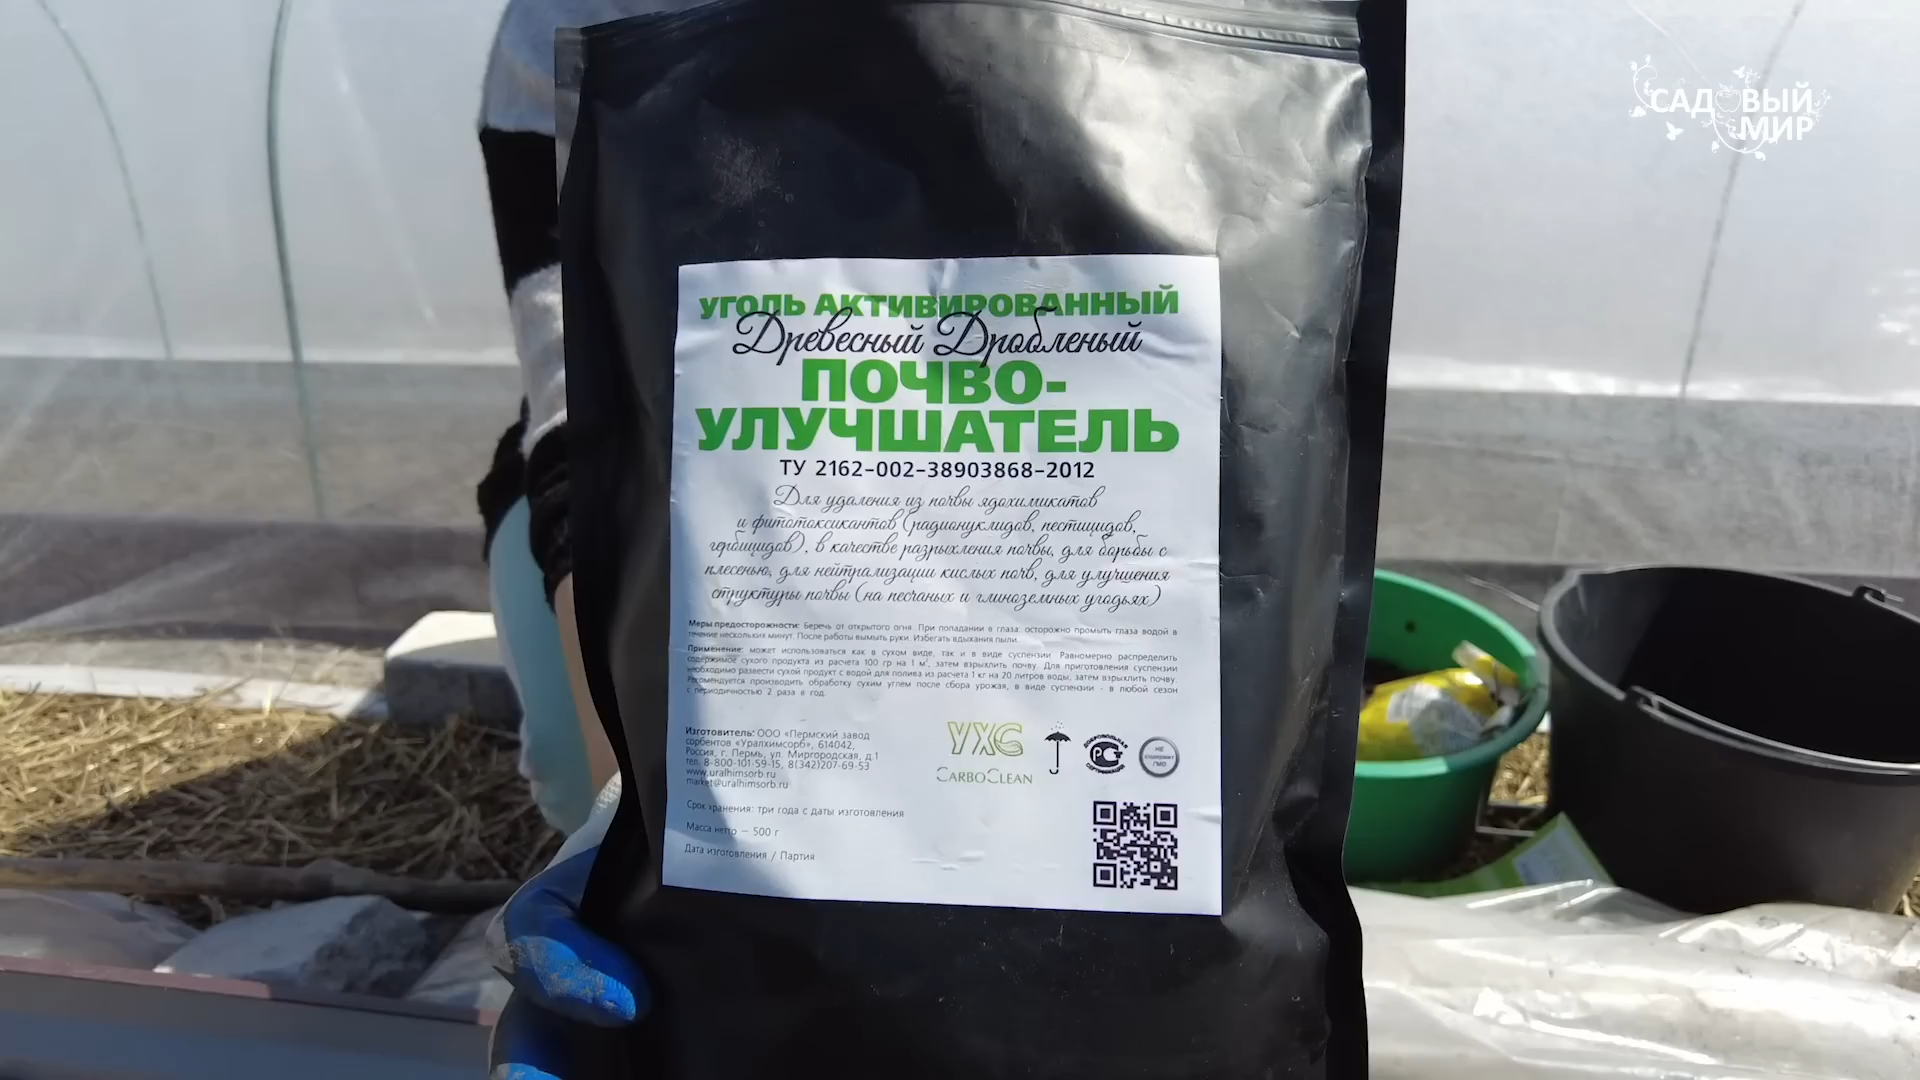 САДОВЫЙ
МИР
УГОЛЬ АКТИВИРОВАННЫЙ
Древесный Дробленый
ПОЧВО-
УЛУЧШАТЕЛЬ
ТУ 2162-002-38903868-2012
Для удаления из почвы ядохимикатов
и фитотоксикантов (радионуклидов, пестицидов,
гербицидов), в качестве разрыхления почвы, для борьбы с
плесенью, для нейтрализации кислых почв, для улучшения
структуры почвы (на песчаных и глиноземных угодьях)
Меры предосторожности: Беречь от открытого огня. При попадании в глаза: осторожно промыть глаза водой в
течение нескольких минут. После работы вымыть руки. Избегать вдыхания пыли.
Применение: может использоваться как в сухом виде, так и в виде суспензии. Равномерно распределить
содержимое сухого продукта из расчета 100 гр на 1 м², затем взрыхлить почву. Для приготовления суспензии
необходимо развести сухой продукт с водой для полива из расчета 1 кг на 20 литров воды, затем взрыхлить почву.
Рекомендуется производить обработку сухим углем после сбора урожая, в виде суспензии - в любой сезон
с периодичностью 2 раза в год.
Изготовитель: ООО «Пермский завод
сорбентов «Уралхимсорб», 614042,
Россия, г. Пермь, ул. Миргородская, д.1
тел. 8-800-101-59-15, 8(342)207-69-53
www.uralhimsorb.ru
market@uralhimsorb.ru
УХС
CARBOCLEAN
ДОБРОВОЛЬНАЯ
РСТ
СЕРТИФИКАЦИЯ
НЕ
СОДЕРЖИТ
ГМО
Срок хранения: три года с даты изготовления
Масса нетто – 500 г
Дата изготовления / Партия